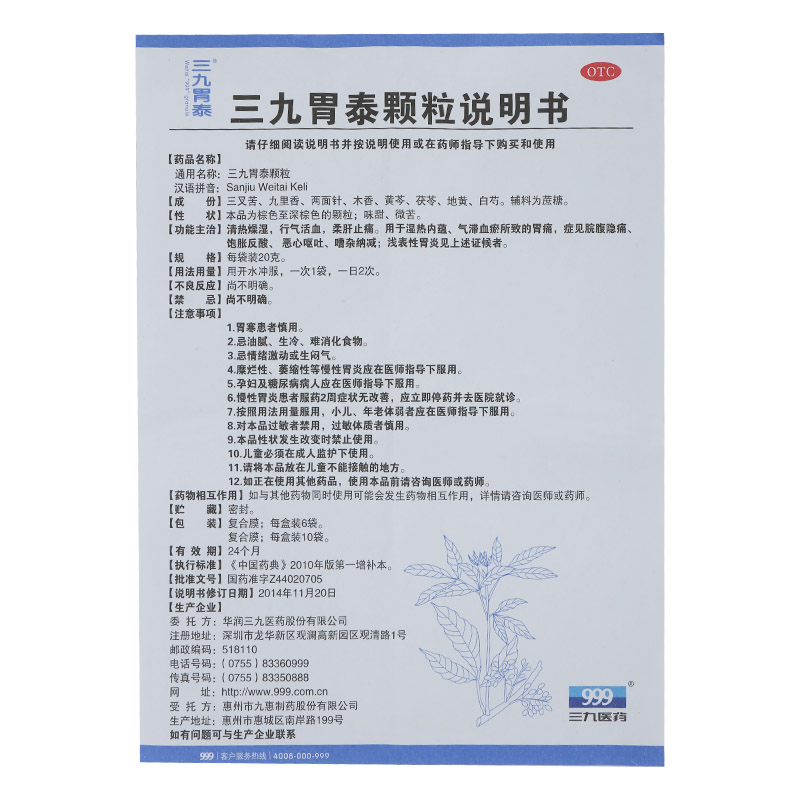 三九胃泰®
Weitai "999" granule
OTC
三九胃泰颗粒说明书
请仔细阅读说明书并按说明使用或在药师指导下购买和使用
【药品名称】
通用名称：三九胃泰颗粒
汉语拼音：Sanjiu Weitai Keli
【成　份】三叉苦、九里香、两面针、木香、黄芩、茯苓、地黄、白芍。辅料为蔗糖。
【性　状】本品为棕色至深棕色的颗粒；味甜、微苦。
【功能主治】清热燥湿，行气活血，柔肝止痛。用于湿热内蕴、气滞血瘀所致的胃痛，症见脘腹隐痛、
饱胀反酸、恶心呕吐、嘈杂纳减；浅表性胃炎见上述证候者。
【规　格】每袋装20克。
【用法用量】用开水冲服，一次1袋，一日2次。
【不良反应】尚不明确。
【禁　忌】尚不明确。
【注意事项】
1.胃寒患者慎用。
2.忌油腻、生冷、难消化食物。
3.忌情绪激动或生闷气。
4.糜烂性、萎缩性等慢性胃炎应在医师指导下服用。
5.孕妇及糖尿病病人应在医师指导下服用。
6.慢性胃炎患者服药2周症状无改善，应立即停药并去医院就诊。
7.按照用法用量服用，小儿、年老体弱者应在医师指导下服用。
8.对本品过敏者禁用，过敏体质者慎用。
9.本品性状发生改变时禁止使用。
10.儿童必须在成人监护下使用。
11.请将本品放在儿童不能接触的地方。
12.如正在使用其他药品，使用本品前请咨询医师或药师。
【药物相互作用】如与其他药物同时使用可能会发生药物相互作用，详情请咨询医师或药师。
【贮　藏】密封。
【包　装】复合膜；每盒装6袋。
复合膜；每盒装10袋。
【有 效 期】24个月
【执行标准】《中国药典》2010年版第一增补本。
【批准文号】国药准字Z44020705
【说明书修订日期】2014年11月20日
【生产企业】
委 托 方：华润三九医药股份有限公司
注册地址：深圳市龙华新区观澜高新园区观清路1号
邮政编码：518110
电话号码：（0755）83360999
传真号码：（0755）83350888
网　址：http://www.999.com.cn
受 托 方：惠州市九惠制药股份有限公司
生产地址：惠州市惠城区南岸路199号
如有问题可与生产企业联系
999®
三九医药
999 客户服务热线 4008-000-999